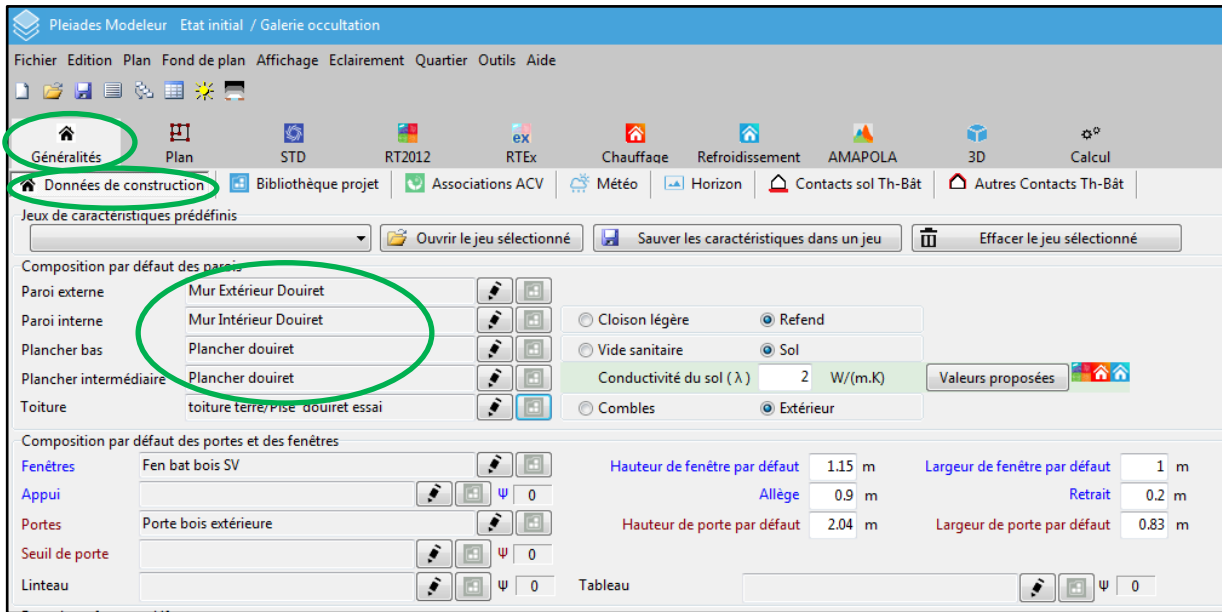 Pleiades Modeleur Etat initial / Galerie occultation
Fichier Edition Plan Fond de plan Affichage Eclairement Quartier Outils Aide
ex
Généralités Plan STD RT2012 RTEx Chauffage Refroidissement AMAPOLA 3D Calcul
Données de construction Bibliothèque projet Associations ACV Météo Horizon Contacts sol Th-Bât Autres Contacts Th-Bât
Jeux de caractéristiques prédéfinis
Ouvrir le jeu sélectionné Sauver les caractéristiques dans un jeu Effacer le jeu sélectionné
Composition par défaut des parois
Paroi externe Mur Extérieur Douiret
Paroi interne Mur Intérieur Douiret Cloison légère Refend
Plancher bas Plancher douiret Vide sanitaire Sol
Plancher intermédiaire Plancher douiret Conductivité du sol ( λ ) 2 W/(m.K) Valeurs proposées
Toiture toiture terre/Pisé douiret essai Combles Extérieur
Composition par défaut des portes et des fenêtres
Fenêtres Fen bat bois SV Hauteur de fenêtre par défaut 1.15 m Largeur de fenêtre par défaut 1 m
Appui Ψ 0 Allège 0.9 m Retrait 0.2 m
Portes Porte bois extérieure Hauteur de porte par défaut 2.04 m Largeur de porte par défaut 0.83 m
Seuil de porte Ψ 0
Linteau Ψ 0 Tableau Ψ 0